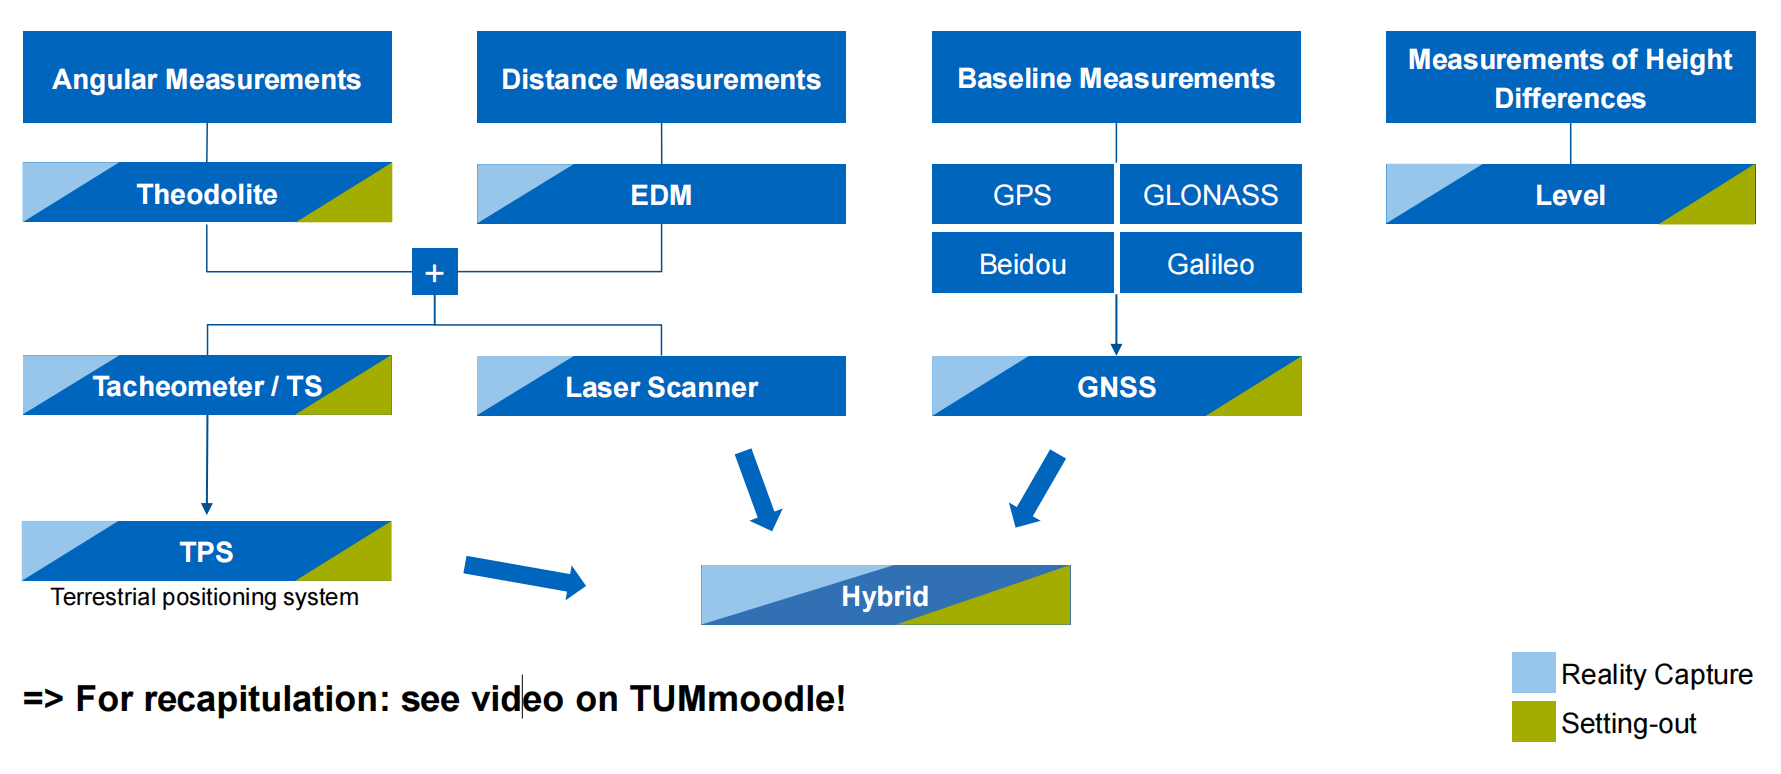 Angular Measurements
Distance Measurements
Baseline Measurements
Measurements of Height
Differences
Theodolite
EDM
GPS
GLONASS
Level
Beidou
Galileo
+
Tacheometer / TS
Laser Scanner
GNSS
TPS
Terrestrial positioning system
Hybrid
=> For recapitulation: see video on TUMmoodle!
Reality Capture
Setting-out